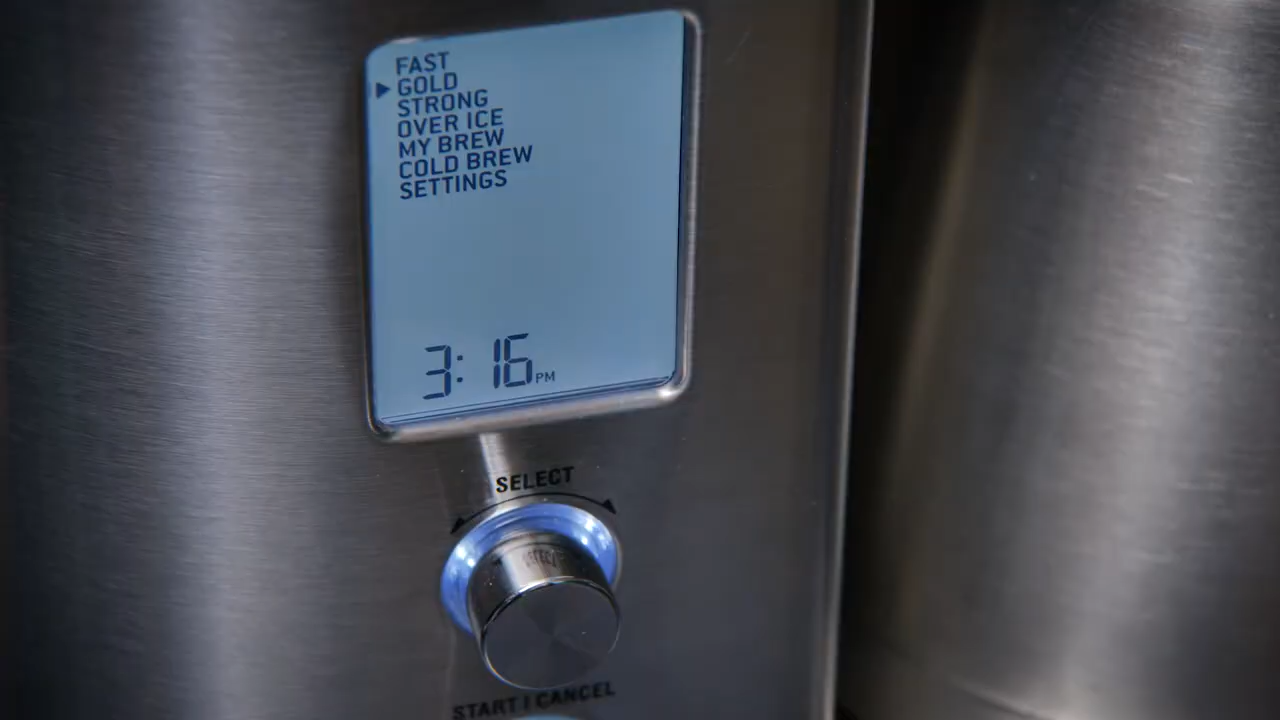 FAST
GOLD
STRONG
OVER ICE
MY BREW
COLD BREW
SETTINGS
3:16 PM
SELECT
START | CANCEL